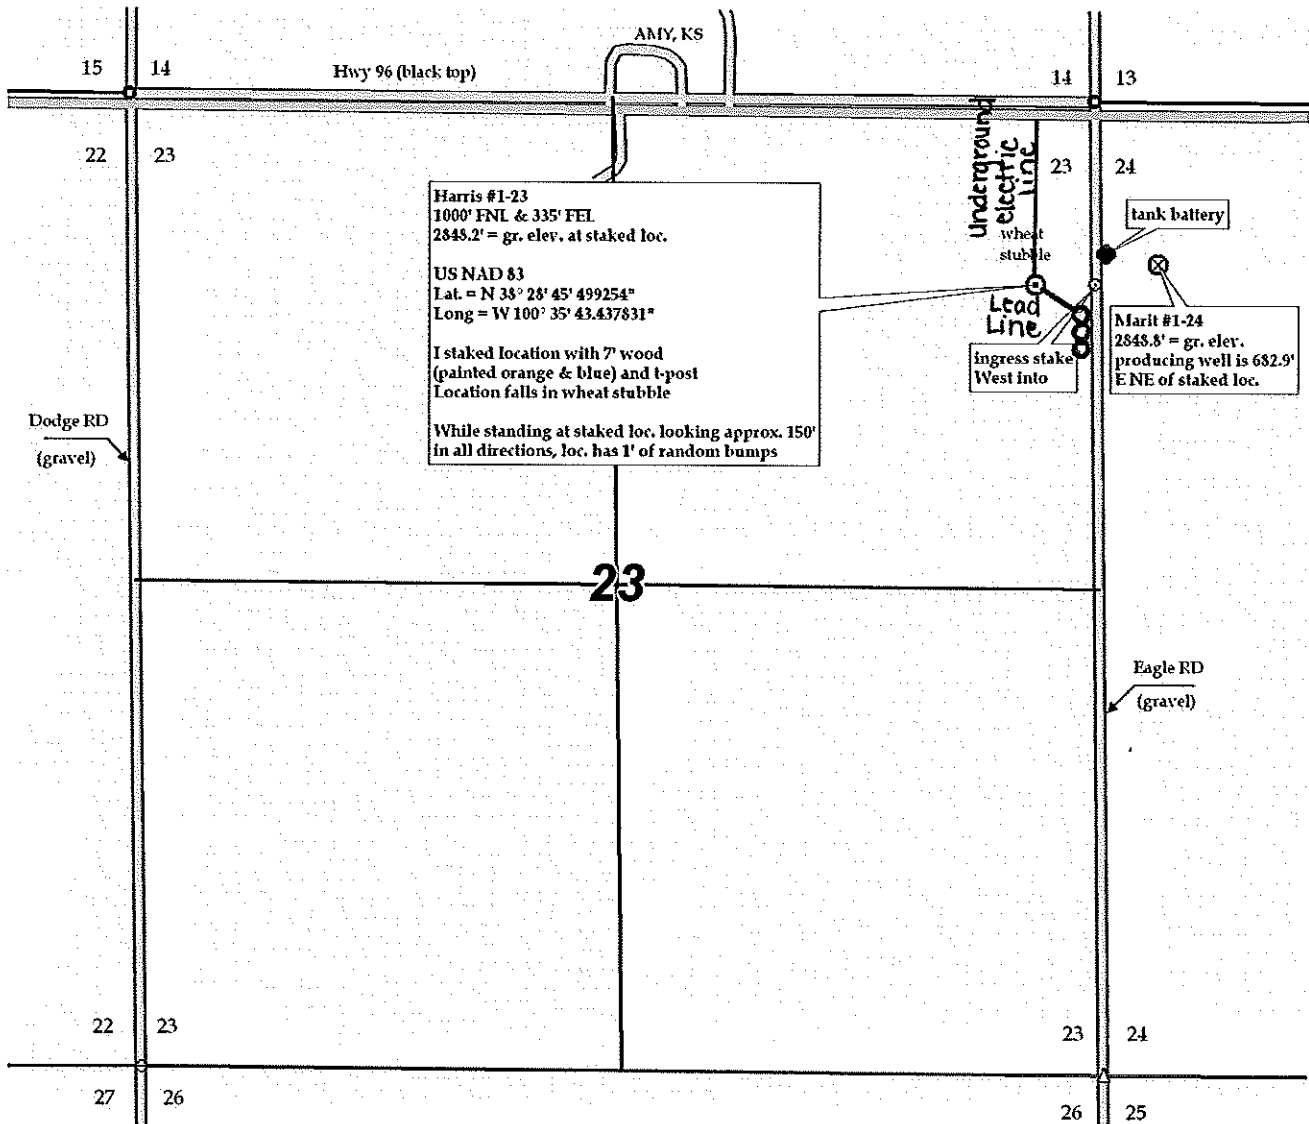 AMY, KS
15 14
Hwy 96 (black top)
14 13
22 23
23 24
Underground
electric
line
wheat
stubble
tank battery
Harris #1-23
1000' FNL & 335' FEL
2848.2' = gr. elev. at staked loc.
US NAD 83
Lat. = N 38° 28' 45' 499254"
Long = W 100° 35' 43.437831"
I staked location with 7' wood
(painted orange & blue) and t-post
Location falls in wheat stubble
While standing at staked loc. looking approx. 150'
in all directions, loc. has 1' of random bumps
Lead
Line
ingress stake
West into
Marit #1-24
2848.8' = gr. elev.
producing well is 682.9'
E NE of staked loc.
Dodge RD
(gravel)
23
Eagle RD
(gravel)
22 23
23 24
27 26
26 25